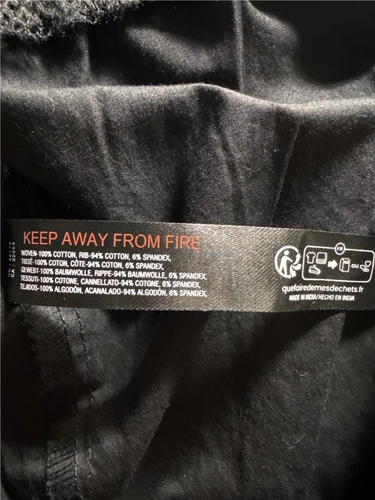 KEEP AWAY FROM FIRE
WOVEN-100% COTTON, RIB-94% COTTON, 6% SPANDEX,
TISSÉ-100% COTON, CÔTE-94% COTON, 6% SPANDEX,
GEWEBT-100% BAUMWOLLE, RIPPE-94% BAUMWOLLE, 6% SPANDEX,
TESSUTI-100% COTONE, CANNELLATO-94% COTONE, 6% SPANDEX,
TEJIDOS-100% ALGODÓN, ACANALADO-94% ALGODÓN, 6% SPANDEX,
FR
OU
quefairedemesdechets.fr
MADE IN INDIA/HECHO EN INDIA